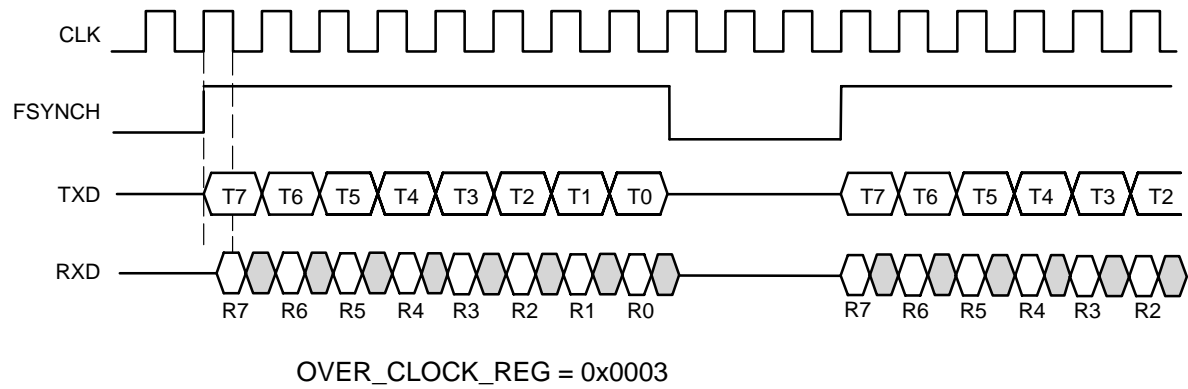 CLK
FSYNCH
TXD T7 T6 T5 T4 T3 T2 T1 T0 T7 T6 T5 T4 T3 T2
RXD
R7 R6 R5 R4 R3 R2 R1 R0 R7 R6 R5 R4 R3 R2
OVER_CLOCK_REG = 0x0003